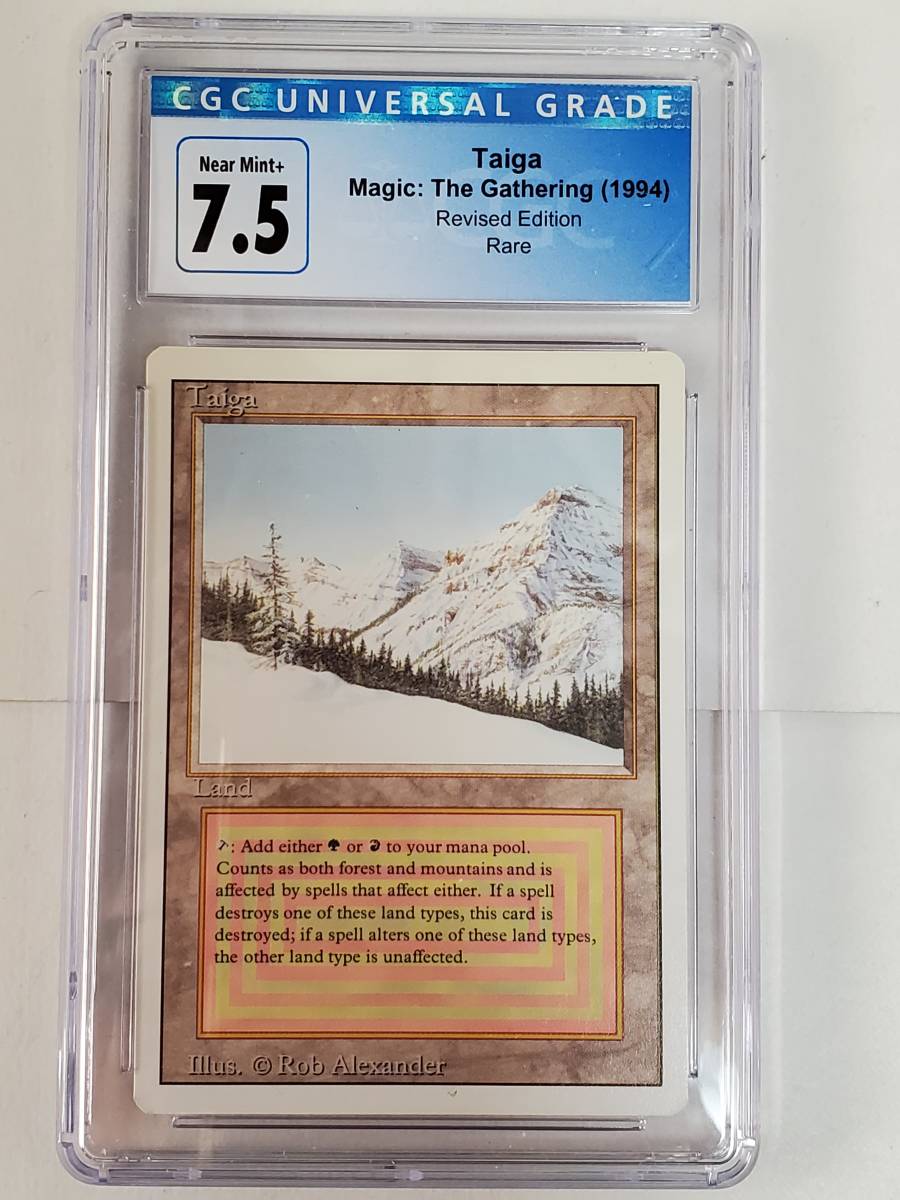 CGC UNIVERSAL GRADE
Near Mint+
7.5
Taiga
Magic: The Gathering (1994)
Revised Edition
Rare
Taiga
Land
: Add either or to your mana pool.
Counts as both forest and mountains and is
affected by spells that affect either. If a spell
destroys one of these land types, this card is
destroyed; if a spell alters one of these land types,
the other land type is unaffected.
Illus. © Rob Alexander